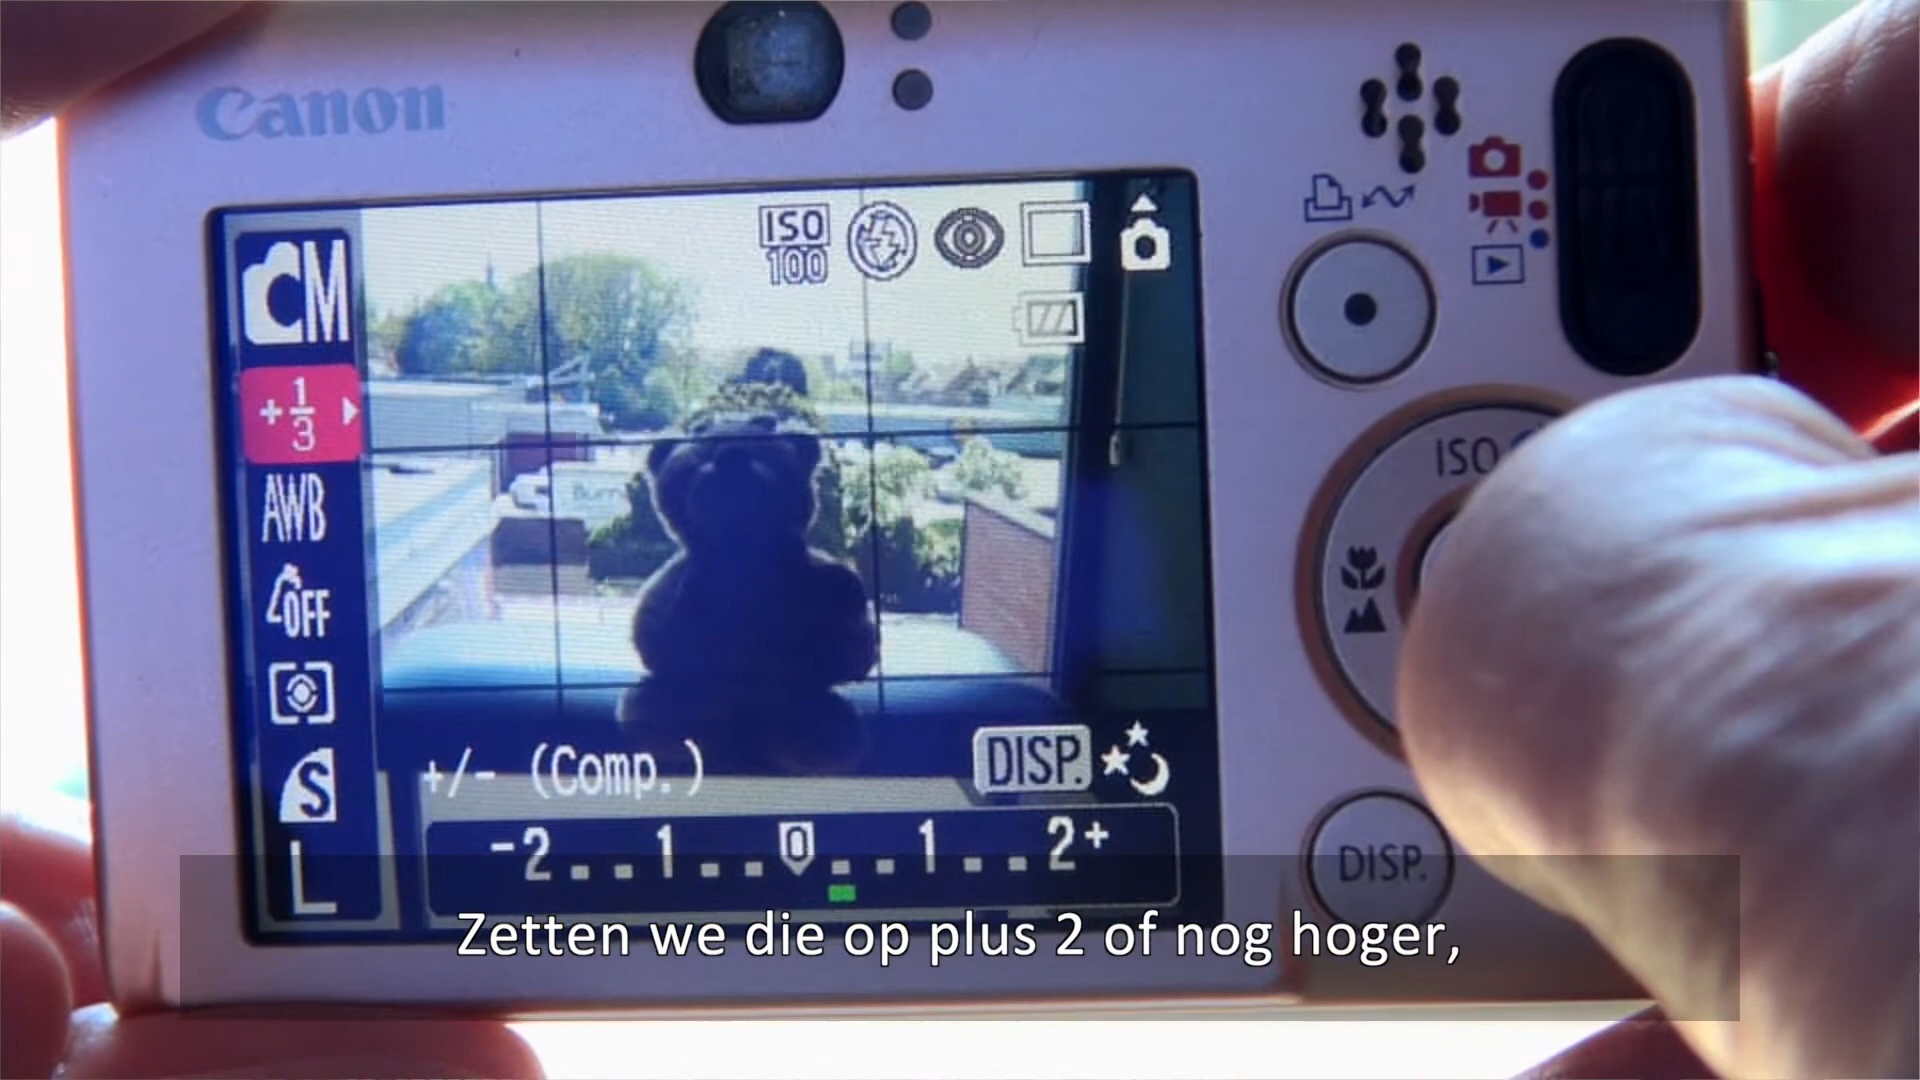 Canon
ISO
100
M
+1/3
AWB
OFF
S
L
+/- (Comp.)
DISP.
-2 1 0 1 2+
ISO
DISP.
Zetten we die op plus 2 of nog hoger,